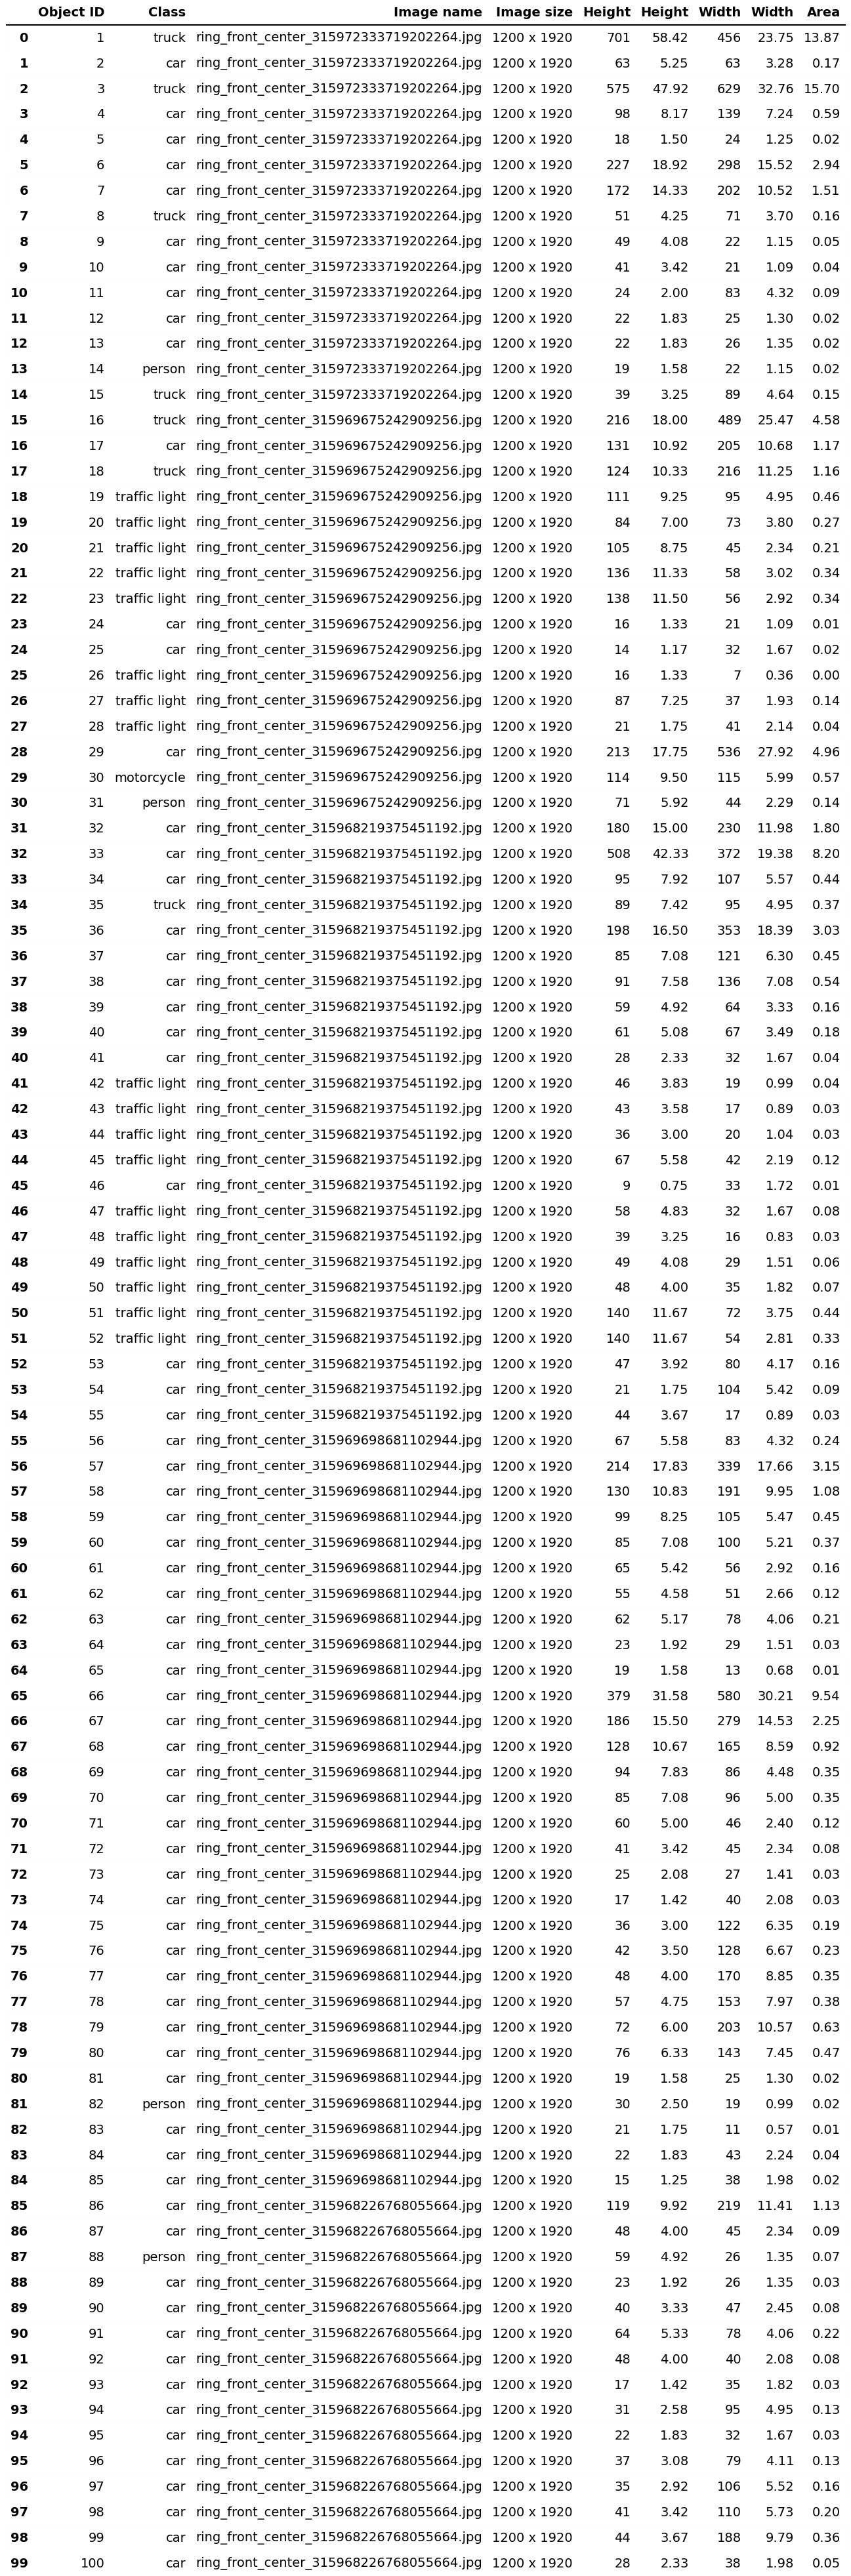 Object ID Class Image name Image size Height Height Width Width Area
0 1 truck ring_front_center_315972333719202264.jpg 1200 x 1920 701 58.42 456 23.75 13.87
1 2 car ring_front_center_315972333719202264.jpg 1200 x 1920 63 5.25 63 3.28 0.17
2 3 truck ring_front_center_315972333719202264.jpg 1200 x 1920 575 47.92 629 32.76 15.70
3 4 car ring_front_center_315972333719202264.jpg 1200 x 1920 98 8.17 139 7.24 0.59
4 5 car ring_front_center_315972333719202264.jpg 1200 x 1920 18 1.50 24 1.25 0.02
5 6 car ring_front_center_315972333719202264.jpg 1200 x 1920 227 18.92 298 15.52 2.94
6 7 car ring_front_center_315972333719202264.jpg 1200 x 1920 172 14.33 202 10.52 1.51
7 8 truck ring_front_center_315972333719202264.jpg 1200 x 1920 51 4.25 71 3.70 0.16
8 9 car ring_front_center_315972333719202264.jpg 1200 x 1920 49 4.08 22 1.15 0.05
9 10 car ring_front_center_315972333719202264.jpg 1200 x 1920 41 3.42 21 1.09 0.04
10 11 car ring_front_center_315972333719202264.jpg 1200 x 1920 24 2.00 83 4.32 0.09
11 12 car ring_front_center_315972333719202264.jpg 1200 x 1920 22 1.83 25 1.30 0.02
12 13 car ring_front_center_315972333719202264.jpg 1200 x 1920 22 1.83 26 1.35 0.02
13 14 person ring_front_center_315972333719202264.jpg 1200 x 1920 19 1.58 22 1.15 0.02
14 15 truck ring_front_center_315972333719202264.jpg 1200 x 1920 39 3.25 89 4.64 0.15
15 16 truck ring_front_center_315969675242909256.jpg 1200 x 1920 216 18.00 489 25.47 4.58
16 17 car ring_front_center_315969675242909256.jpg 1200 x 1920 131 10.92 205 10.68 1.17
17 18 truck ring_front_center_315969675242909256.jpg 1200 x 1920 124 10.33 216 11.25 1.16
18 19 traffic light ring_front_center_315969675242909256.jpg 1200 x 1920 111 9.25 95 4.95 0.46
19 20 traffic light ring_front_center_315969675242909256.jpg 1200 x 1920 84 7.00 73 3.80 0.27
20 21 traffic light ring_front_center_315969675242909256.jpg 1200 x 1920 105 8.75 45 2.34 0.21
21 22 traffic light ring_front_center_315969675242909256.jpg 1200 x 1920 136 11.33 58 3.02 0.34
22 23 traffic light ring_front_center_315969675242909256.jpg 1200 x 1920 138 11.50 56 2.92 0.34
23 24 car ring_front_center_315969675242909256.jpg 1200 x 1920 16 1.33 21 1.09 0.01
24 25 car ring_front_center_315969675242909256.jpg 1200 x 1920 14 1.17 32 1.67 0.02
25 26 traffic light ring_front_center_315969675242909256.jpg 1200 x 1920 16 1.33 7 0.36 0.00
26 27 traffic light ring_front_center_315969675242909256.jpg 1200 x 1920 87 7.25 37 1.93 0.14
27 28 traffic light ring_front_center_315969675242909256.jpg 1200 x 1920 21 1.75 41 2.14 0.04
28 29 car ring_front_center_315969675242909256.jpg 1200 x 1920 213 17.75 536 27.92 4.96
29 30 motorcycle ring_front_center_315969675242909256.jpg 1200 x 1920 114 9.50 115 5.99 0.57
30 31 person ring_front_center_315969675242909256.jpg 1200 x 1920 71 5.92 44 2.29 0.14
31 32 car ring_front_center_315968219375451192.jpg 1200 x 1920 180 15.00 230 11.98 1.80
32 33 car ring_front_center_315968219375451192.jpg 1200 x 1920 508 42.33 372 19.38 8.20
33 34 car ring_front_center_315968219375451192.jpg 1200 x 1920 95 7.92 107 5.57 0.44
34 35 truck ring_front_center_315968219375451192.jpg 1200 x 1920 89 7.42 95 4.95 0.37
35 36 car ring_front_center_315968219375451192.jpg 1200 x 1920 198 16.50 353 18.39 3.03
36 37 car ring_front_center_315968219375451192.jpg 1200 x 1920 85 7.08 121 6.30 0.45
37 38 car ring_front_center_315968219375451192.jpg 1200 x 1920 91 7.58 136 7.08 0.54
38 39 car ring_front_center_315968219375451192.jpg 1200 x 1920 59 4.92 64 3.33 0.16
39 40 car ring_front_center_315968219375451192.jpg 1200 x 1920 61 5.08 67 3.49 0.18
40 41 car ring_front_center_315968219375451192.jpg 1200 x 1920 28 2.33 32 1.67 0.04
41 42 traffic light ring_front_center_315968219375451192.jpg 1200 x 1920 46 3.83 19 0.99 0.04
42 43 traffic light ring_front_center_315968219375451192.jpg 1200 x 1920 43 3.58 17 0.89 0.03
43 44 traffic light ring_front_center_315968219375451192.jpg 1200 x 1920 36 3.00 20 1.04 0.03
44 45 traffic light ring_front_center_315968219375451192.jpg 1200 x 1920 67 5.58 42 2.19 0.12
45 46 car ring_front_center_315968219375451192.jpg 1200 x 1920 9 0.75 33 1.72 0.01
46 47 traffic light ring_front_center_315968219375451192.jpg 1200 x 1920 58 4.83 32 1.67 0.08
47 48 traffic light ring_front_center_315968219375451192.jpg 1200 x 1920 39 3.25 16 0.83 0.03
48 49 traffic light ring_front_center_315968219375451192.jpg 1200 x 1920 49 4.08 29 1.51 0.06
49 50 traffic light ring_front_center_315968219375451192.jpg 1200 x 1920 48 4.00 35 1.82 0.07
50 51 traffic light ring_front_center_315968219375451192.jpg 1200 x 1920 140 11.67 72 3.75 0.44
51 52 traffic light ring_front_center_315968219375451192.jpg 1200 x 1920 140 11.67 54 2.81 0.33
52 53 car ring_front_center_315968219375451192.jpg 1200 x 1920 47 3.92 80 4.17 0.16
53 54 car ring_front_center_315968219375451192.jpg 1200 x 1920 21 1.75 104 5.42 0.09
54 55 car ring_front_center_315968219375451192.jpg 1200 x 1920 44 3.67 17 0.89 0.03
55 56 car ring_front_center_315969698681102944.jpg 1200 x 1920 67 5.58 83 4.32 0.24
56 57 car ring_front_center_315969698681102944.jpg 1200 x 1920 214 17.83 339 17.66 3.15
57 58 car ring_front_center_315969698681102944.jpg 1200 x 1920 130 10.83 191 9.95 1.08
58 59 car ring_front_center_315969698681102944.jpg 1200 x 1920 99 8.25 105 5.47 0.45
59 60 car ring_front_center_315969698681102944.jpg 1200 x 1920 85 7.08 100 5.21 0.37
60 61 car ring_front_center_315969698681102944.jpg 1200 x 1920 65 5.42 56 2.92 0.16
61 62 car ring_front_center_315969698681102944.jpg 1200 x 1920 55 4.58 51 2.66 0.12
62 63 car ring_front_center_315969698681102944.jpg 1200 x 1920 62 5.17 78 4.06 0.21
63 64 car ring_front_center_315969698681102944.jpg 1200 x 1920 23 1.92 29 1.51 0.03
64 65 car ring_front_center_315969698681102944.jpg 1200 x 1920 19 1.58 13 0.68 0.01
65 66 car ring_front_center_315969698681102944.jpg 1200 x 1920 379 31.58 580 30.21 9.54
66 67 car ring_front_center_315969698681102944.jpg 1200 x 1920 186 15.50 279 14.53 2.25
67 68 car ring_front_center_315969698681102944.jpg 1200 x 1920 128 10.67 165 8.59 0.92
68 69 car ring_front_center_315969698681102944.jpg 1200 x 1920 94 7.83 86 4.48 0.35
69 70 car ring_front_center_315969698681102944.jpg 1200 x 1920 85 7.08 96 5.00 0.35
70 71 car ring_front_center_315969698681102944.jpg 1200 x 1920 60 5.00 46 2.40 0.12
71 72 car ring_front_center_315969698681102944.jpg 1200 x 1920 41 3.42 45 2.34 0.08
72 73 car ring_front_center_315969698681102944.jpg 1200 x 1920 25 2.08 27 1.41 0.03
73 74 car ring_front_center_315969698681102944.jpg 1200 x 1920 17 1.42 40 2.08 0.03
74 75 car ring_front_center_315969698681102944.jpg 1200 x 1920 36 3.00 122 6.35 0.19
75 76 car ring_front_center_315969698681102944.jpg 1200 x 1920 42 3.50 128 6.67 0.23
76 77 car ring_front_center_315969698681102944.jpg 1200 x 1920 48 4.00 170 8.85 0.35
77 78 car ring_front_center_315969698681102944.jpg 1200 x 1920 57 4.75 153 7.97 0.38
78 79 car ring_front_center_315969698681102944.jpg 1200 x 1920 72 6.00 203 10.57 0.63
79 80 car ring_front_center_315969698681102944.jpg 1200 x 1920 76 6.33 143 7.45 0.47
80 81 car ring_front_center_315969698681102944.jpg 1200 x 1920 19 1.58 25 1.30 0.02
81 82 person ring_front_center_315969698681102944.jpg 1200 x 1920 30 2.50 19 0.99 0.02
82 83 car ring_front_center_315969698681102944.jpg 1200 x 1920 21 1.75 11 0.57 0.01
83 84 car ring_front_center_315969698681102944.jpg 1200 x 1920 22 1.83 43 2.24 0.04
84 85 car ring_front_center_315969698681102944.jpg 1200 x 1920 15 1.25 38 1.98 0.02
85 86 car ring_front_center_315968226768055664.jpg 1200 x 1920 119 9.92 219 11.41 1.13
86 87 car ring_front_center_315968226768055664.jpg 1200 x 1920 48 4.00 45 2.34 0.09
87 88 person ring_front_center_315968226768055664.jpg 1200 x 1920 59 4.92 26 1.35 0.07
88 89 car ring_front_center_315968226768055664.jpg 1200 x 1920 23 1.92 26 1.35 0.03
89 90 car ring_front_center_315968226768055664.jpg 1200 x 1920 40 3.33 47 2.45 0.08
90 91 car ring_front_center_315968226768055664.jpg 1200 x 1920 64 5.33 78 4.06 0.22
91 92 car ring_front_center_315968226768055664.jpg 1200 x 1920 48 4.00 40 2.08 0.08
92 93 car ring_front_center_315968226768055664.jpg 1200 x 1920 17 1.42 35 1.82 0.03
93 94 car ring_front_center_315968226768055664.jpg 1200 x 1920 31 2.58 95 4.95 0.13
94 95 car ring_front_center_315968226768055664.jpg 1200 x 1920 22 1.83 32 1.67 0.03
95 96 car ring_front_center_315968226768055664.jpg 1200 x 1920 37 3.08 79 4.11 0.13
96 97 car ring_front_center_315968226768055664.jpg 1200 x 1920 35 2.92 106 5.52 0.16
97 98 car ring_front_center_315968226768055664.jpg 1200 x 1920 41 3.42 110 5.73 0.20
98 99 car ring_front_center_315968226768055664.jpg 1200 x 1920 44 3.67 188 9.79 0.36
99 100 car ring_front_center_315968226768055664.jpg 1200 x 1920 28 2.33 38 1.98 0.05